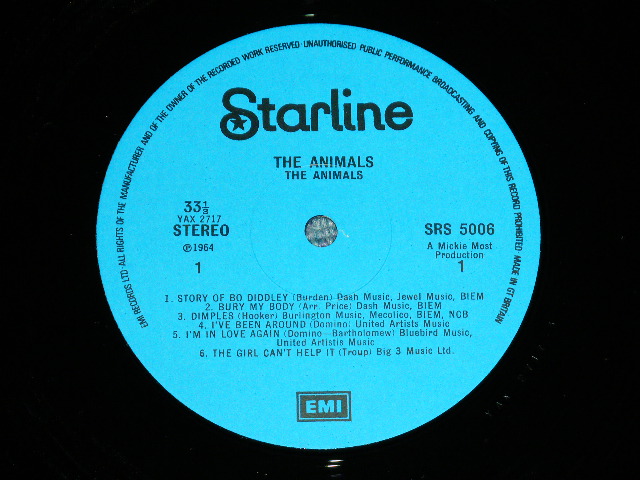 EMI RECORDS LTD·ALL RIGHTS OF THE MANUFACTURER AND OF THE OWNER OF THE RECORDED WORK RESERVED·UNAUTHORISED PUBLIC PERFORMANCE BROADCASTING AND COPYING OF THIS RECORD PROHIBITED·MADE IN GT BRITAIN
Starline
THE ANIMALS
THE ANIMALS
33⅓
YAX 2717
STEREO
℗1964
1
SRS 5006
A Mickie Most
Production
1
1. STORY OF BO DIDDLEY (Burdon) Dash Music, Jewel Music, BIEM
2. BURY MY BODY (Arr. Price) Dash Music, BIEM
3. DIMPLES (Hooker) Burlington Music, Mecolico, BIEM, NCB
4. I'VE BEEN AROUND (Domino) United Artists Music
5. I'M IN LOVE AGAIN (Domino-Bartholomew) Bluebird Music,
United Artistis Music
6. THE GIRL CAN'T HELP IT (Troup) Big 3 Music Ltd.
EMI